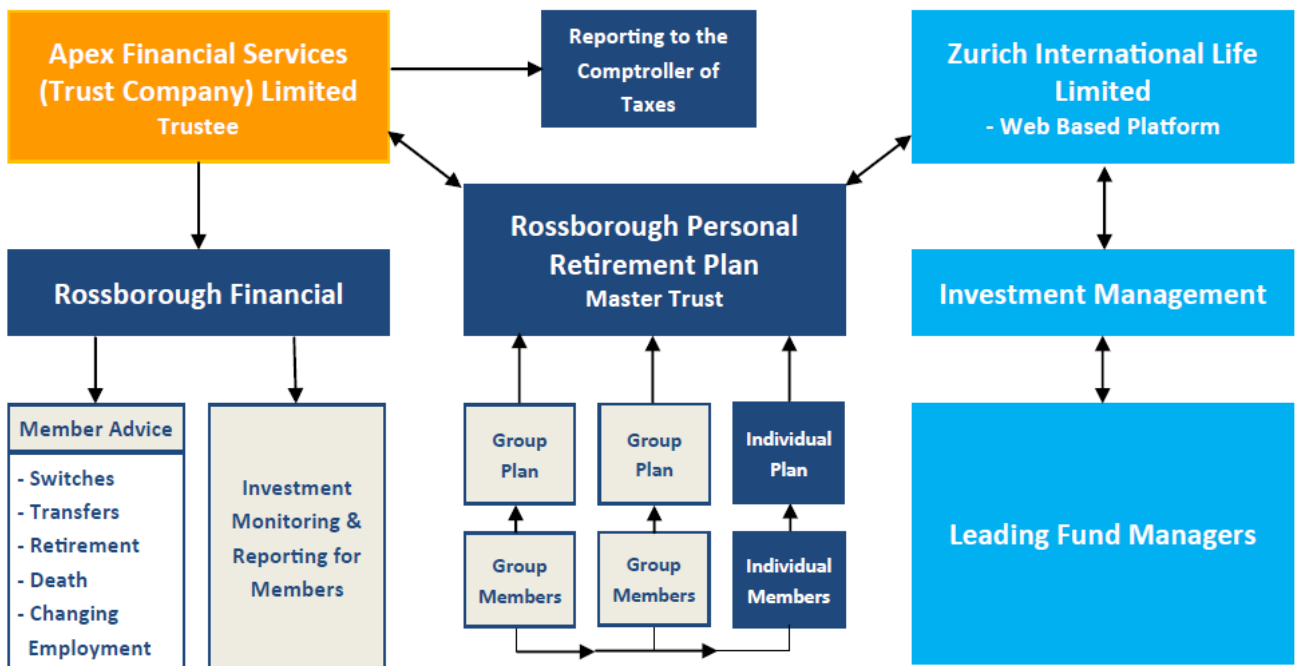 Apex Financial Services
(Trust Company) Limited
Trustee
Reporting to the
Comptroller of
Taxes
Zurich International Life
Limited
- Web Based Platform
Rossborough Personal
Retirement Plan
Master Trust
Rossborough Financial
Investment Management
Member Advice
- Switches
- Transfers
- Retirement
- Death
- Changing
Employment
Investment
Monitoring &
Reporting for
Members
Group
Plan
Group
Plan
Individual
Plan
Group
Members
Group
Members
Individual
Members
Leading Fund Managers